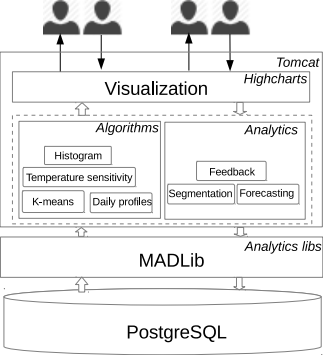 Tomcat
Highcharts
Visualization
Algorithms
Analytics
Histogram
Temperature sensitivity
K-means
Daily profiles
Feedback
Segmentation
Forecasting
Analytics libs
MADLib
PostgreSQL